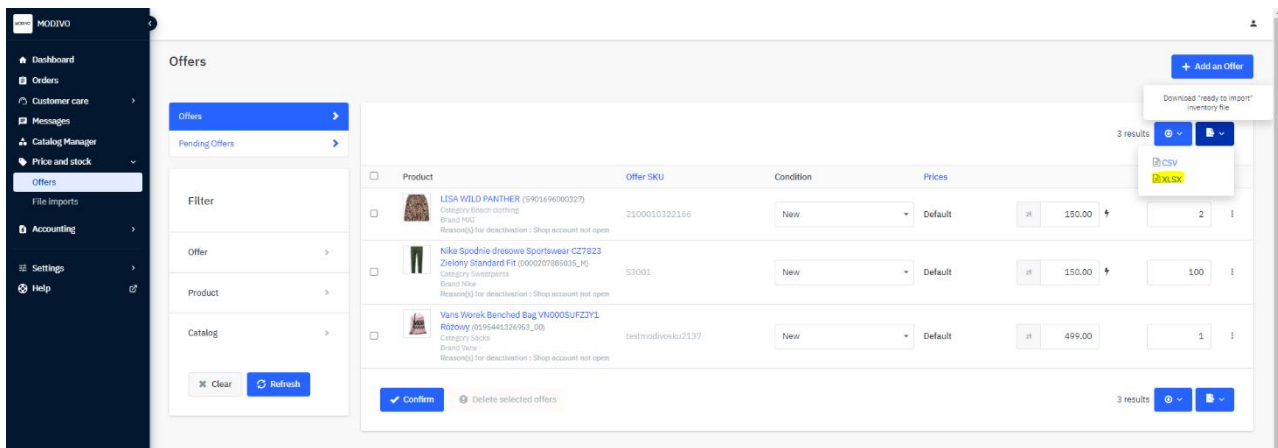 MODIVO
Dashboard
Orders
Customer care
Messages
Catalog Manager
Price and stock
Offers
File imports
Accounting
Settings
Help
Offers
+ Add an Offer
Download "ready to import"
inventory file
Offers
Pending Offers
Filter
Offer
Product
Catalog
Clear
Refresh
3 results
CSV
XLSX
Product Offer SKU Condition Prices
LISA WILD PANTHER ('5901696000327)
Category Beach clothing
Brand MAI
Reason(s) for deactivation : Shop account not open
2100010322166 New Default zł 150.00 2
Nike Spodnie dresowe Sportswear CZ7823
Zielony Standard Fit (0000207885035_M)
Category Sweatpants
Brand Nike
Reason(s) for deactivation : Shop account not open
53001 New Default zł 150.00 100
Vans Worek Benched Bag VN000SUFZJY1
Różowy (0195441326953_00)
Category Sacks
Brand Vans
Reason(s) for deactivation : Shop account not open
testmodivosku2137 New Default zł 499.00 1
Confirm
Delete selected offers
3 results